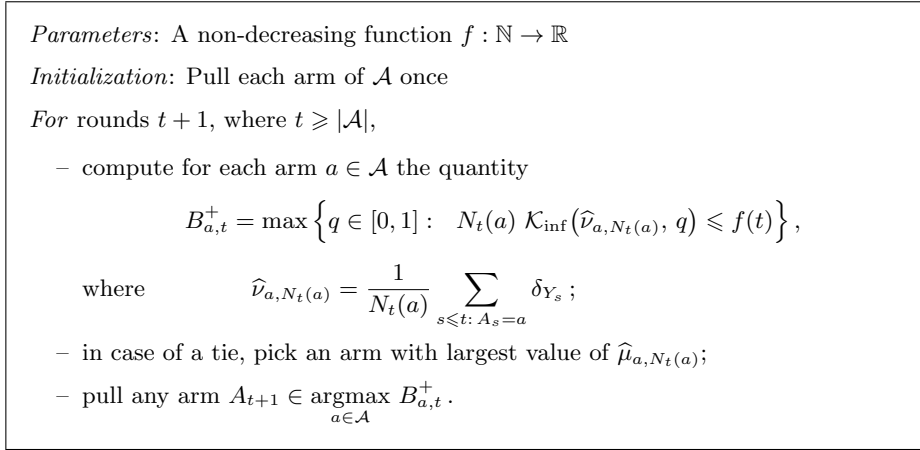 Parameters: A non-decreasing function f : ℕ → ℝ
Initialization: Pull each arm of 𝒜 once
For rounds t + 1, where t ⩾ |𝒜|,
– compute for each arm a ∈ 𝒜 the quantity
B⁺_{a,t} = max { q ∈ [0, 1] : N_t(a) 𝒦_inf(ν̂_{a,N_t(a)}, q) ⩽ f(t) } ,
where ν̂_{a,N_t(a)} = 1/N_t(a) ∑_{s⩽t: A_s=a} δ_{Y_s} ;
– in case of a tie, pick an arm with largest value of μ̂_{a,N_t(a)};
– pull any arm A_{t+1} ∈ argmax_{a∈𝒜} B⁺_{a,t} .